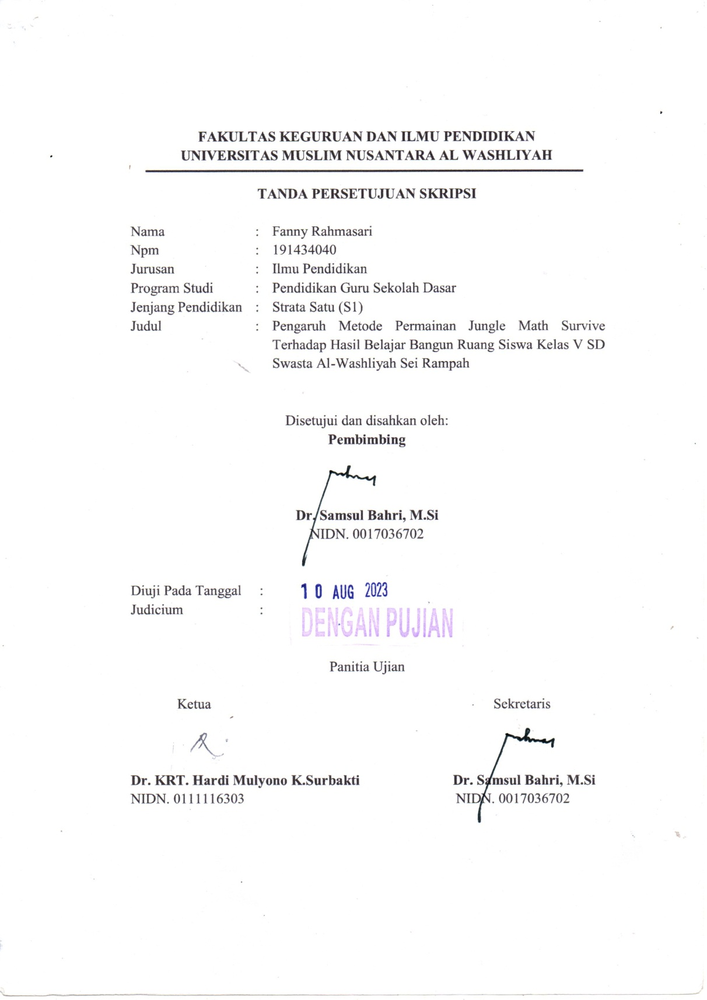 FAKULTAS KEGURUAN DAN ILMU PENDIDIKAN
UNIVERSITAS MUSLIM NUSANTARA AL WASHLIYAH
TANDA PERSETUJUAN SKRIPSI
Nama : Fanny Rahmasari
Npm : 191434040
Jurusan : Ilmu Pendidikan
Program Studi : Pendidikan Guru Sekolah Dasar
Jenjang Pendidikan : Strata Satu (S1)
Judul : Pengaruh Metode Permainan Jungle Math Survive
Terhadap Hasil Belajar Bangun Ruang Siswa Kelas V SD
Swasta Al-Washliyah Sei Rampah
Disetujui dan disahkan oleh:
Pembimbing
Dr. Samsul Bahri, M.Si
NIDN. 0017036702
Diuji Pada Tanggal : 10 AUG 2023
Judicium : DENGAN PUJIAN
Panitia Ujian
Ketua Sekretaris
Dr. KRT. Hardi Mulyono K.Surbakti Dr. Samsul Bahri, M.Si
NIDN. 0111116303 NIDN. 0017036702